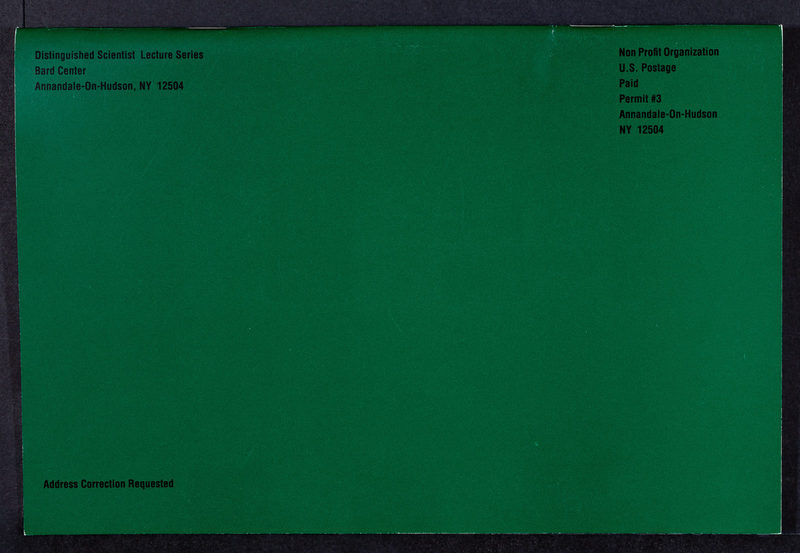 Distinguished Scientist Lecture Series
Bard Center
Annandale-On-Hudson, NY 12504
Non Profit Organization
U.S. Postage
Paid
Permit #3
Annandale-On-Hudson
NY 12504
Address Correction Requested